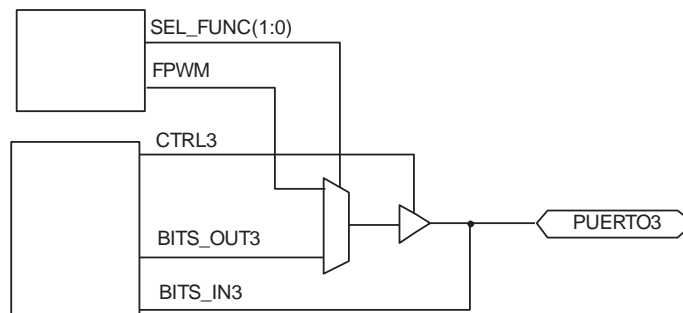 SEL_FUNC(1:0)
FPWM
CTRL3
BITS_OUT3
PUERTO3
BITS_IN3